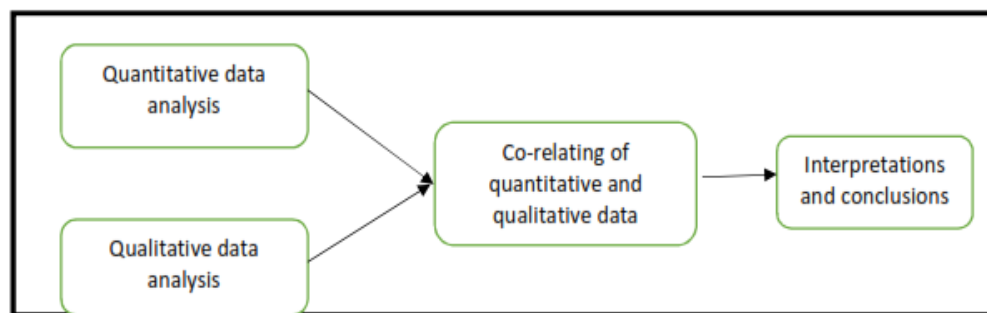 Quantitative data
analysis
Qualitative data
analysis
Co-relating of
quantitative and
qualitative data
Interpretations
and conclusions